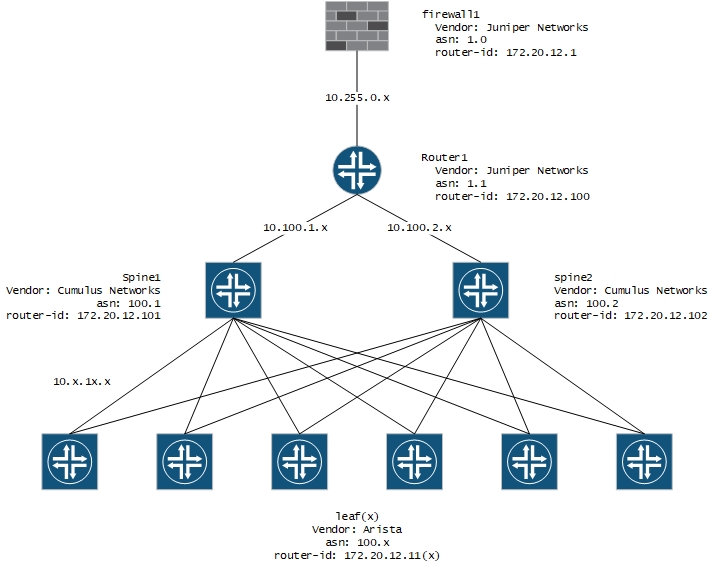 firewall1
Vendor: Juniper Networks
asn: 1.0
router-id: 172.20.12.1
10.255.0.x
Router1
Vendor: Juniper Networks
asn: 1.1
router-id: 172.20.12.100
10.100.1.x
10.100.2.x
Spine1
Vendor: Cumulus Networks
asn: 100.1
router-id: 172.20.12.101
spine2
Vendor: Cumulus Networks
asn: 100.2
router-id: 172.20.12.102
10.x.1x.x
leaf(x)
Vendor: Arista
asn: 100.x
router-id: 172.20.12.11(x)